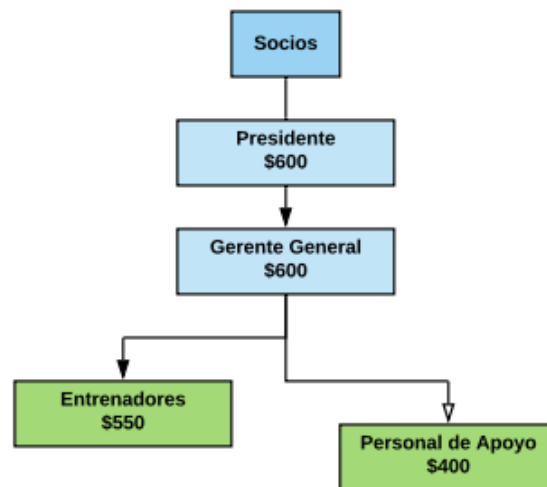 Socios
Presidente
$600
Gerente General
$600
Entrenadores
$550
Personal de Apoyo
$400